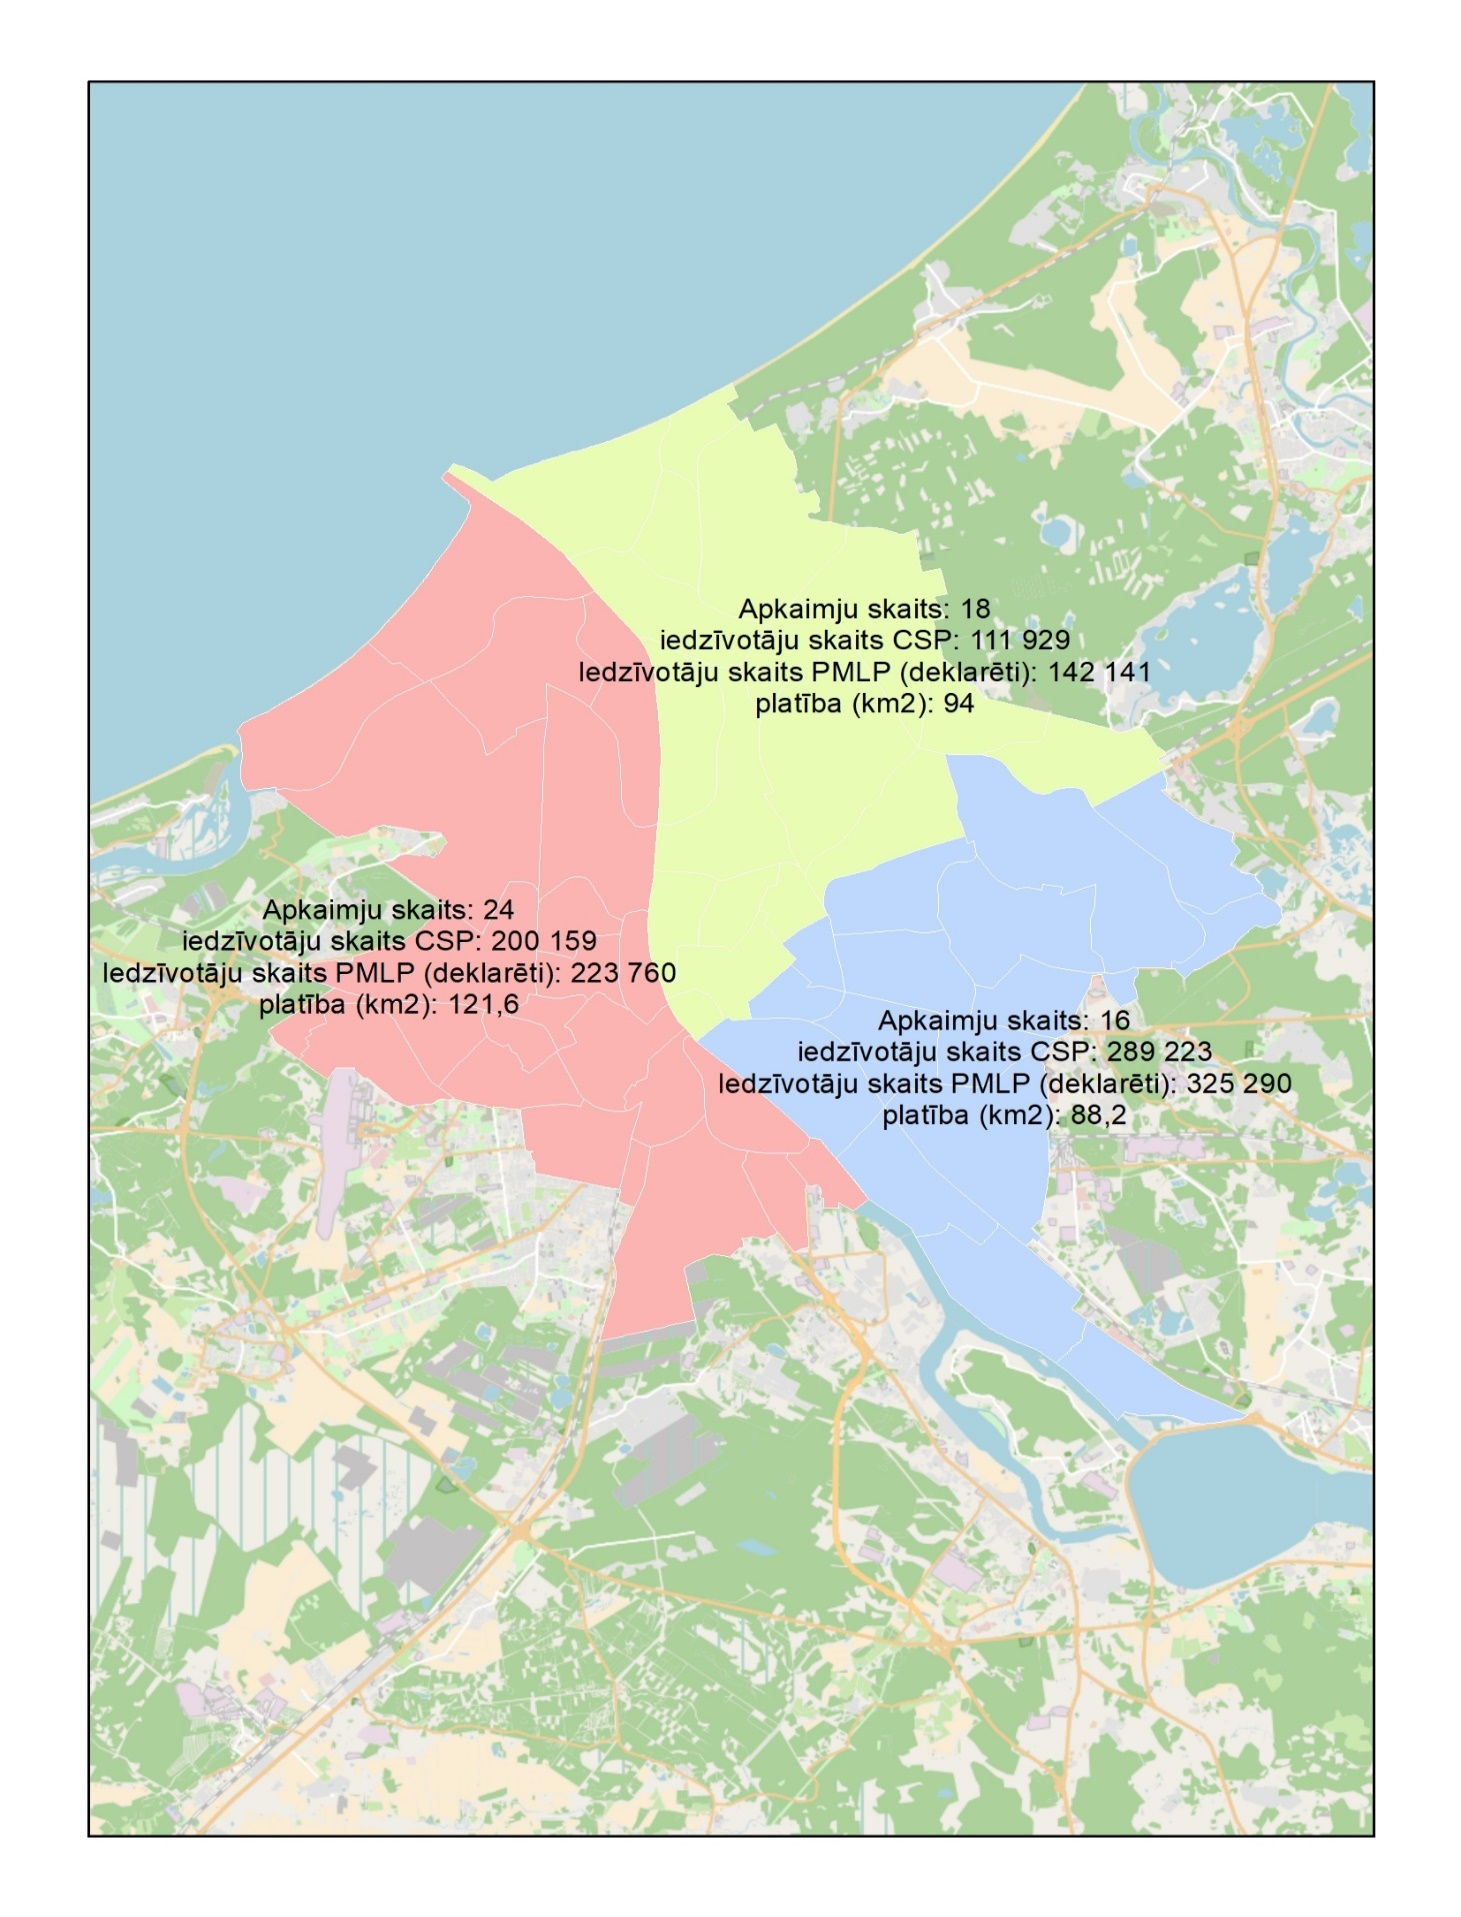 Apkaimju skaits: 18
iedzīvotāju skaits CSP: 111 929
Iedzīvotāju skaits PMLP (deklarēti): 142 141
platība (km2): 94
Apkaimju skaits: 24
iedzīvotāju skaits CSP: 200 159
Iedzīvotāju skaits PMLP (deklarēti): 223 760
platība (km2): 121,6
Apkaimju skaits: 16
iedzīvotāju skaits CSP: 289 223
Iedzīvotāju skaits PMLP (deklarēti): 325 290
platība (km2): 88,2